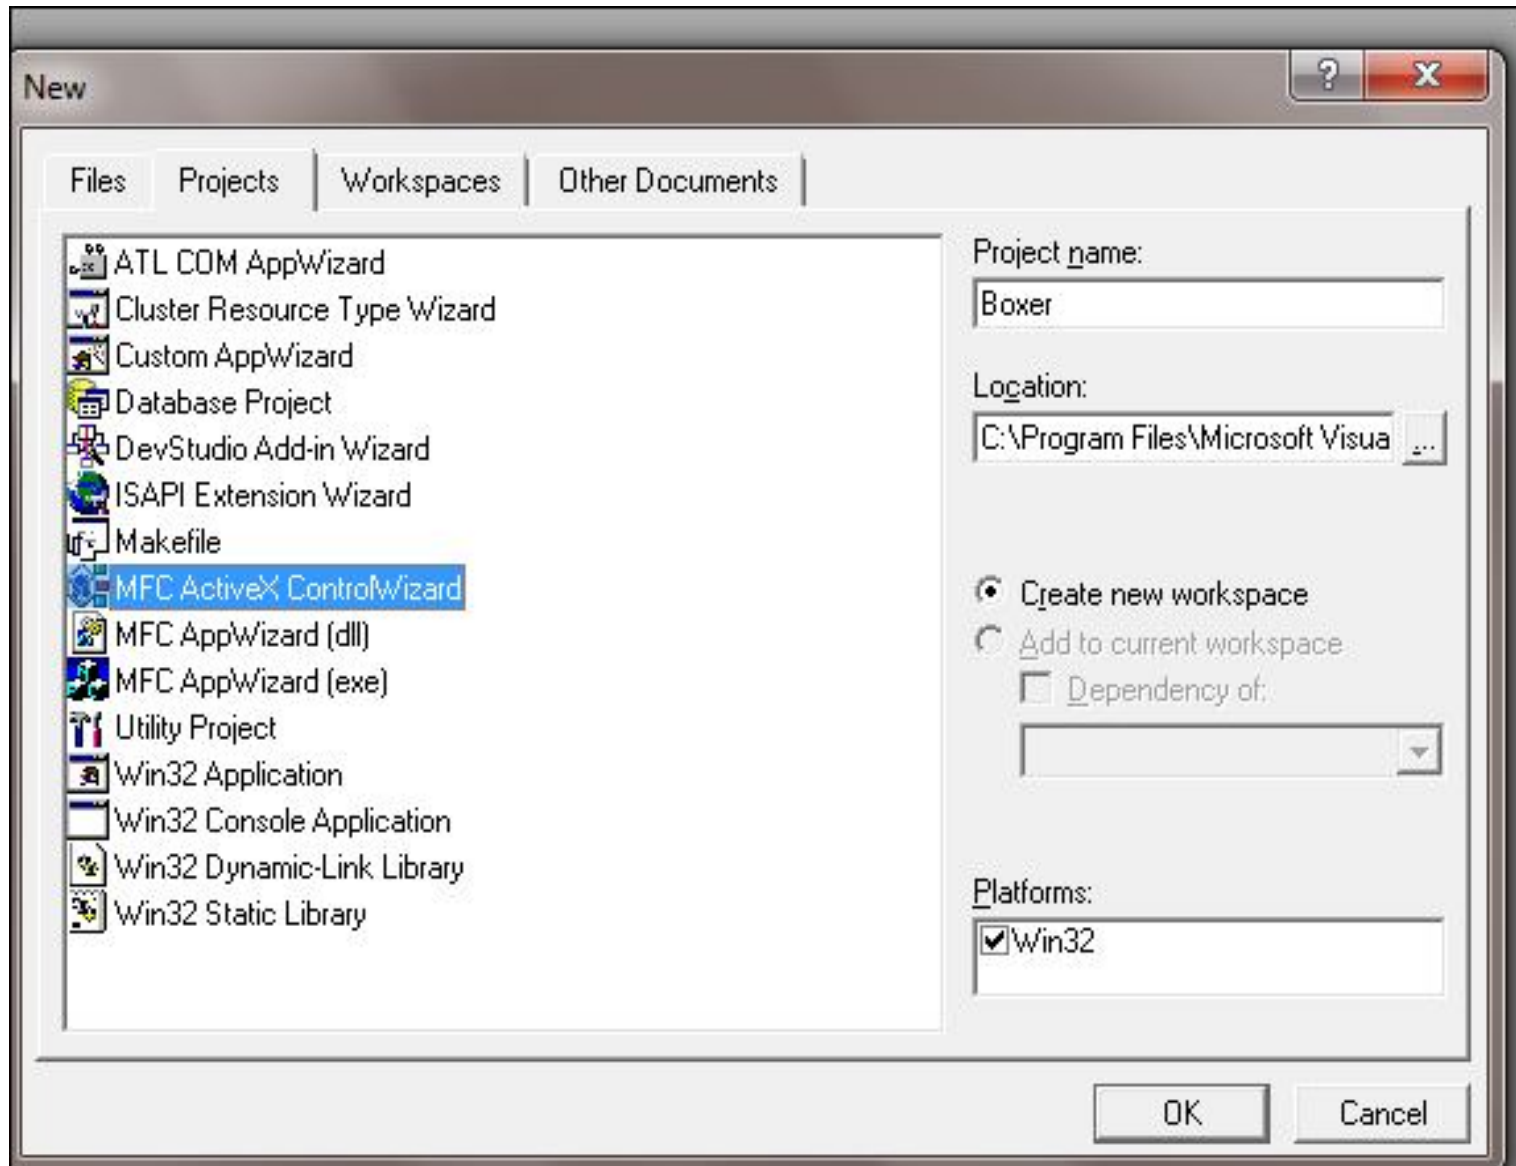 New
Files
Projects
Workspaces
Other Documents
ATL COM AppWizard
Cluster Resource Type Wizard
Custom AppWizard
Database Project
DevStudio Add-in Wizard
ISAPI Extension Wizard
Makefile
MFC ActiveX ControlWizard
MFC AppWizard (dll)
MFC AppWizard (exe)
Utility Project
Win32 Application
Win32 Console Application
Win32 Dynamic-Link Library
Win32 Static Library
Project name:
Boxer
Location:
C:\Program Files\Microsoft Visua
...
Create new workspace
Add to current workspace
Dependency of:
Platforms:
Win32
OK
Cancel